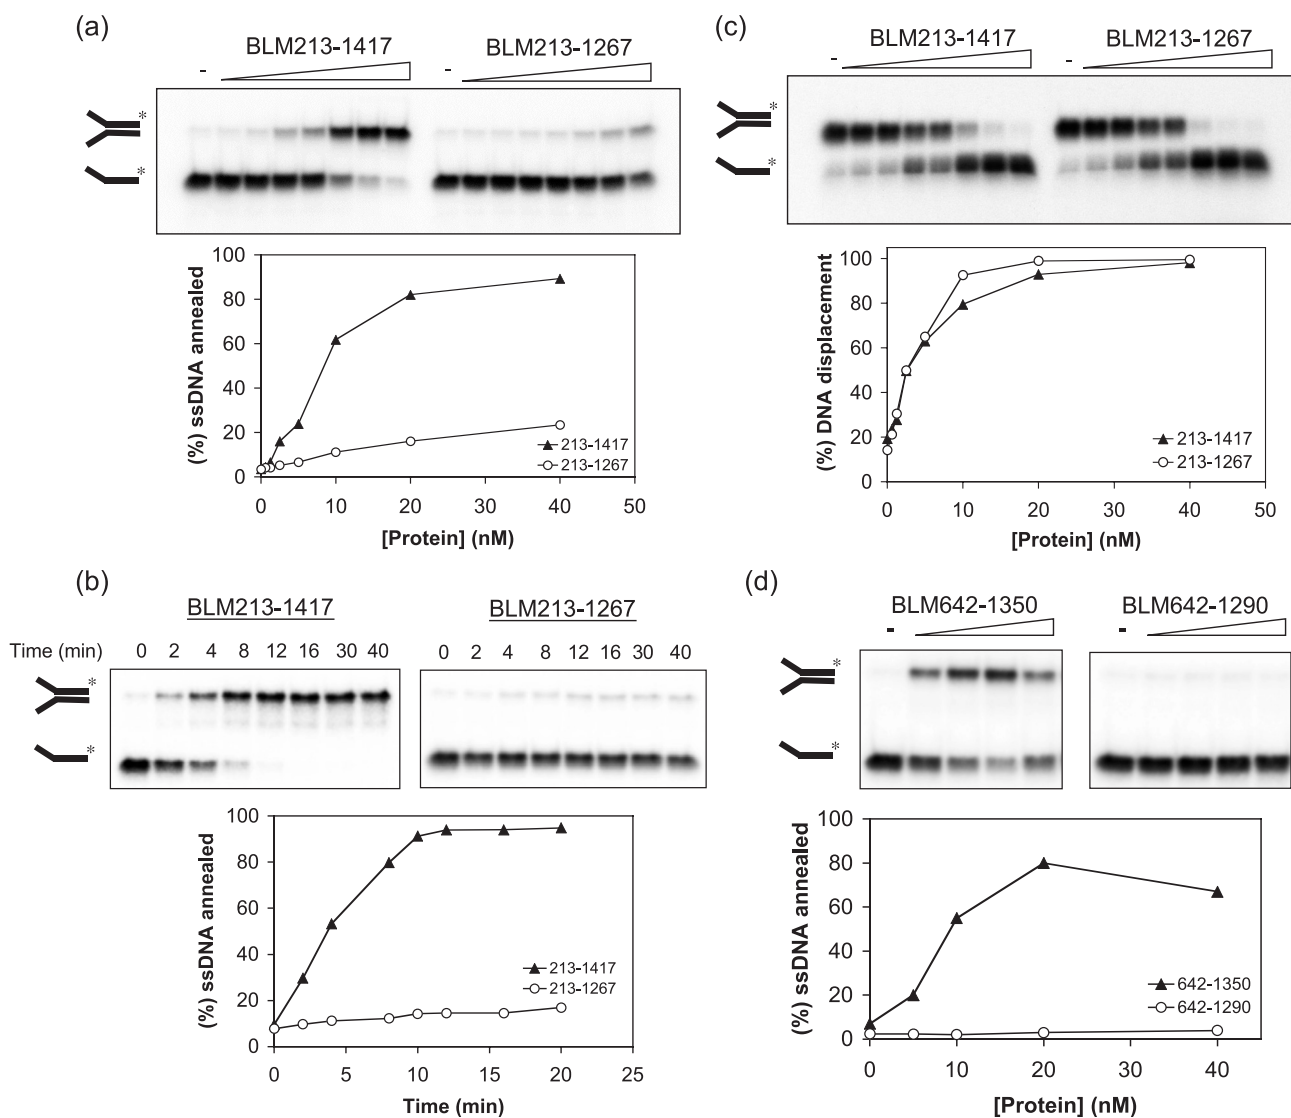 (a)
BLM213-1417 BLM213-1267
- -
*
*
100
80
60
40
20
0
(%) ssDNA annealed
213-1417
213-1267
0 10 20 30 40 50
[Protein] (nM)
(c)
BLM213-1417 BLM213-1267
- -
*
*
100
80
60
40
20
0
(%) DNA displacement
213-1417
213-1267
0 10 20 30 40 50
[Protein] (nM)
(b)
BLM213-1417 BLM213-1267
Time (min) 0 2 4 8 12 16 30 40 0 2 4 8 12 16 30 40
*
*
100
80
60
40
20
0
(%) ssDNA annealed
213-1417
213-1267
0 5 10 15 20 25
Time (min)
(d)
BLM642-1350 BLM642-1290
- -
*
*
100
80
60
40
20
0
(%) ssDNA annealed
642-1350
642-1290
0 10 20 30 40
[Protein] (nM)